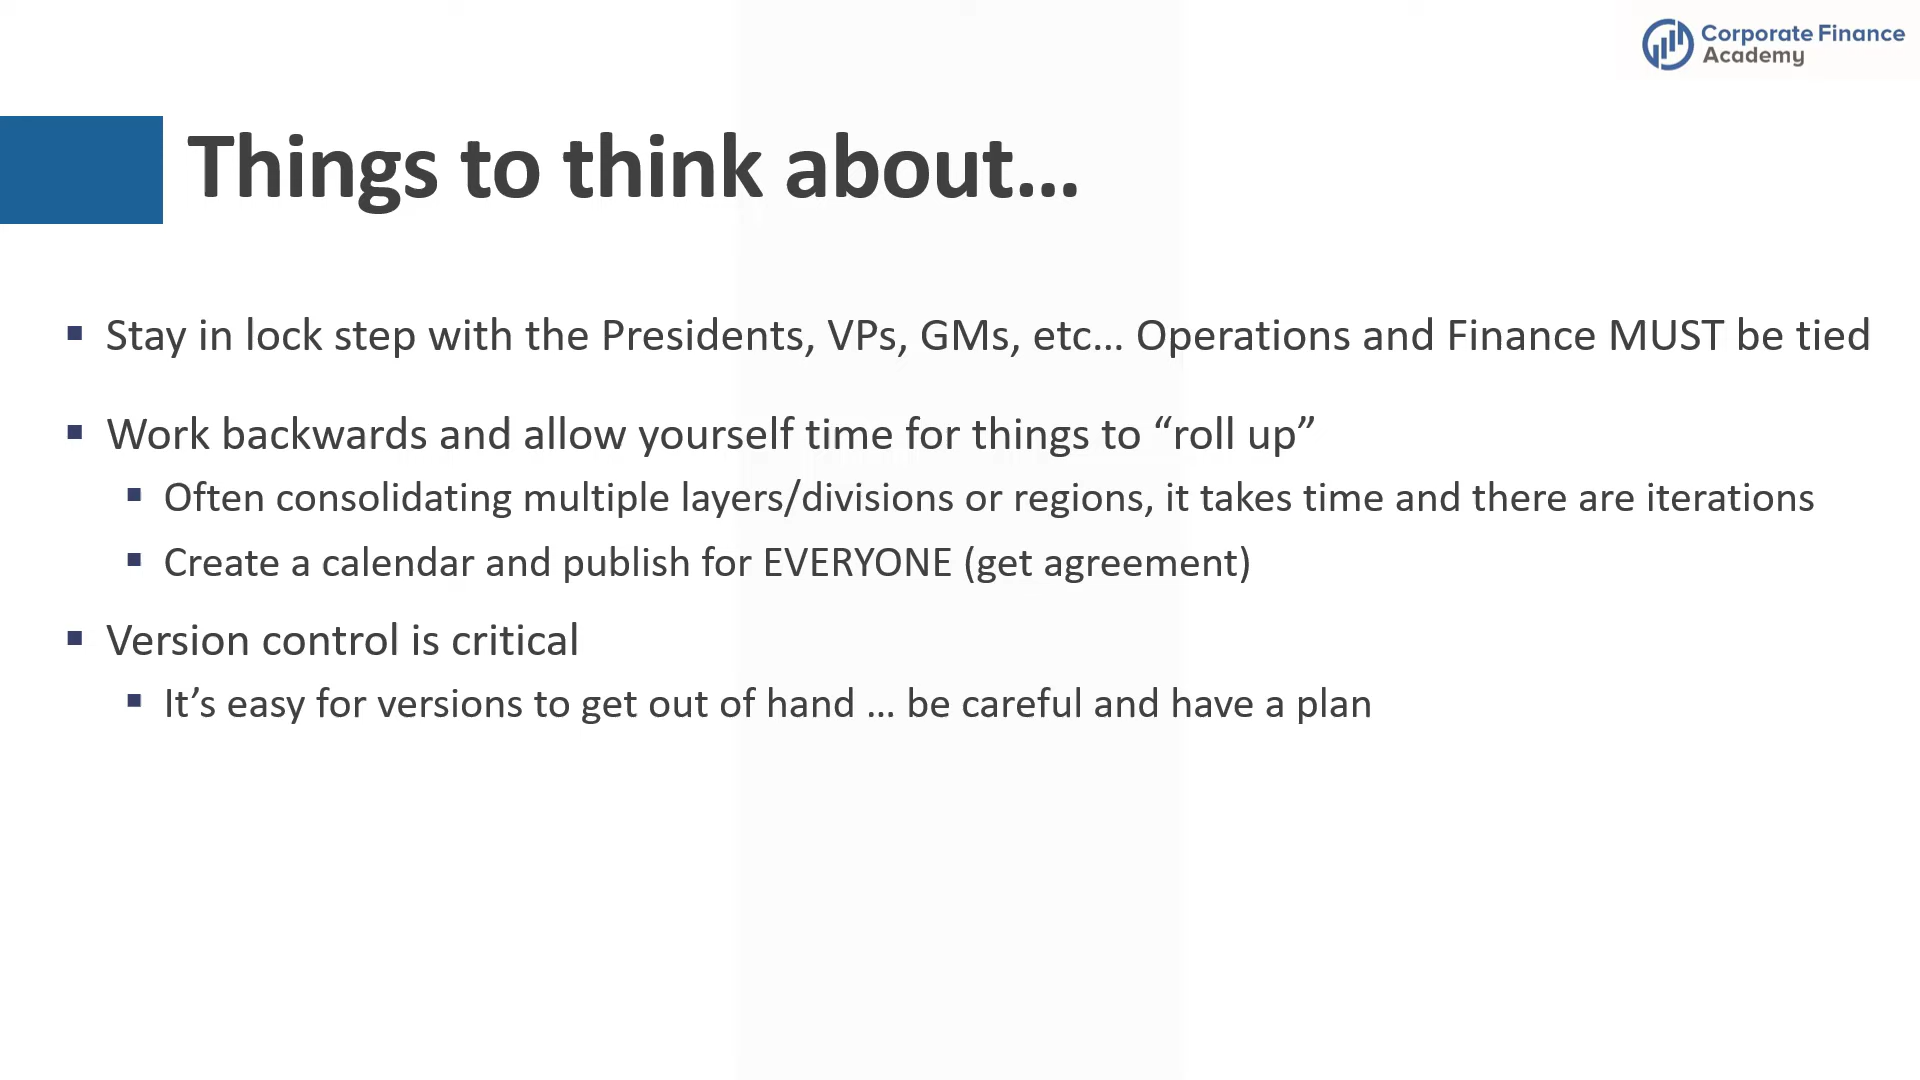 Corporate Finance
Academy
Things to think about...
▪ Stay in lock step with the Presidents, VPs, GMs, etc... Operations and Finance MUST be tied
▪ Work backwards and allow yourself time for things to “roll up”
▪ Often consolidating multiple layers/divisions or regions, it takes time and there are iterations
▪ Create a calendar and publish for EVERYONE (get agreement)
▪ Version control is critical
▪ It’s easy for versions to get out of hand ... be careful and have a plan